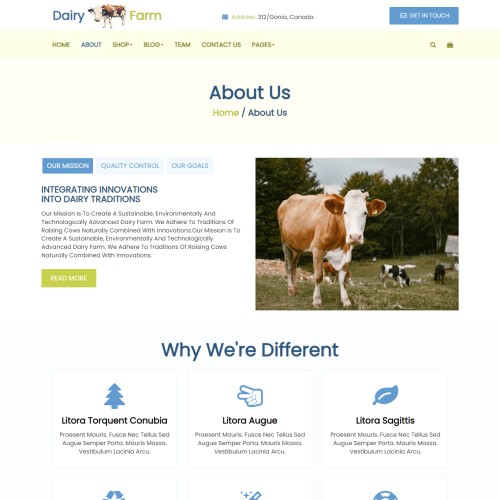 Dairy Farm
Address: 312/Gonia, Canada
GET IN TOUCH
HOME ABOUT SHOP BLOG TEAM CONTACT US PAGES
About Us
Home / About Us
OUR MISSION QUALITY CONTROL OUR GOALS
INTEGRATING INNOVATIONS
INTO DAIRY TRADITIONS
Our Mission Is To Create A Sustainable, Environmentally And
Technologically Advanced Dairy Farm. We Adhere To Traditions Of
Raising Cows Naturally Combined With Innovations.Our Mission Is To
Create A Sustainable, Environmentally And Technologically
Advanced Dairy Farm. We Adhere To Traditions Of Raising Cows
Naturally Combined With Innovations.
READ MORE
Why We're Different
Litora Torquent Conubia
Praesent Mauris. Fusce Nec Tellus Sed
Augue Semper Porta. Mauris Massa.
Vestibulum Lacinia Arcu.
Litora Augue
Praesent Mauris. Fusce Nec Tellus Sed
Augue Semper Porta. Mauris Massa.
Vestibulum Lacinia Arcu.
Litora Sagittis
Praesent Mauris. Fusce Nec Tellus Sed
Augue Semper Porta. Mauris Massa.
Vestibulum Lacinia Arcu.